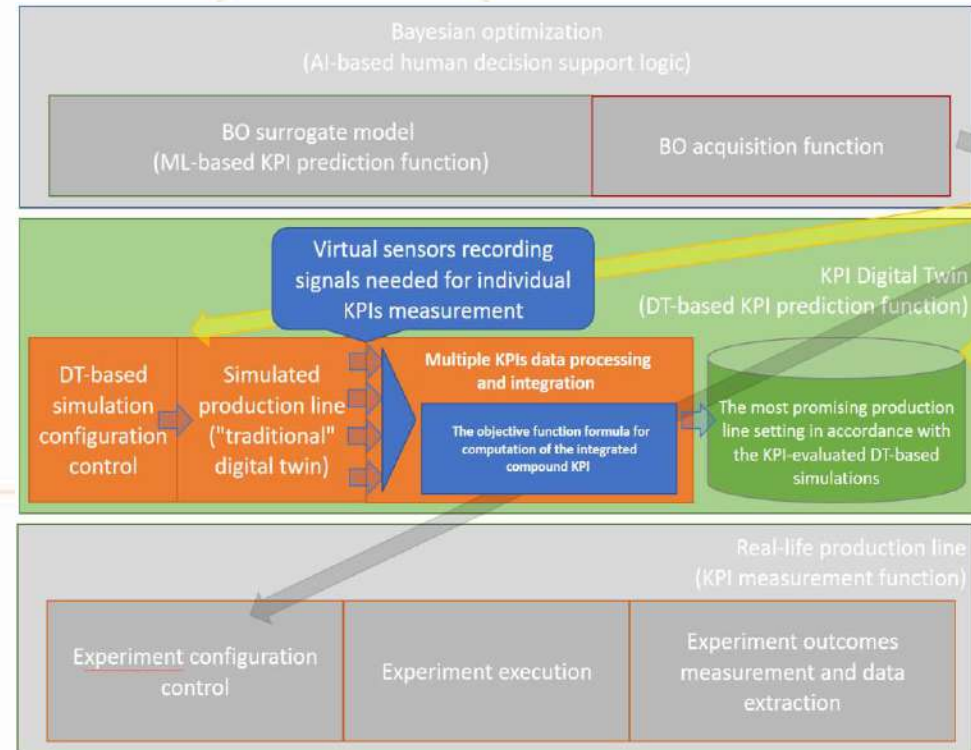 Bayesian optimization
(AI-based human decision support logic)
BO surrogate model
(ML-based KPI prediction function)
BO acquisition function
Virtual sensors recording
signals needed for individual
KPIs measurement
KPI Digital Twin
(DT-based KPI prediction function)
DT-based
simulation
configuration
control
Simulated
production line
("traditional"
digital twin)
Multiple KPIs data processing
and integration
The objective function formula for
computation of the integrated
compound KPI
The most promising production
line setting in accordance with
the KPI-evaluated DT-based
simulations
Real-life production line
(KPI measurement function)
Experiment configuration
control
Experiment execution
Experiment outcomes
measurement and data
extraction